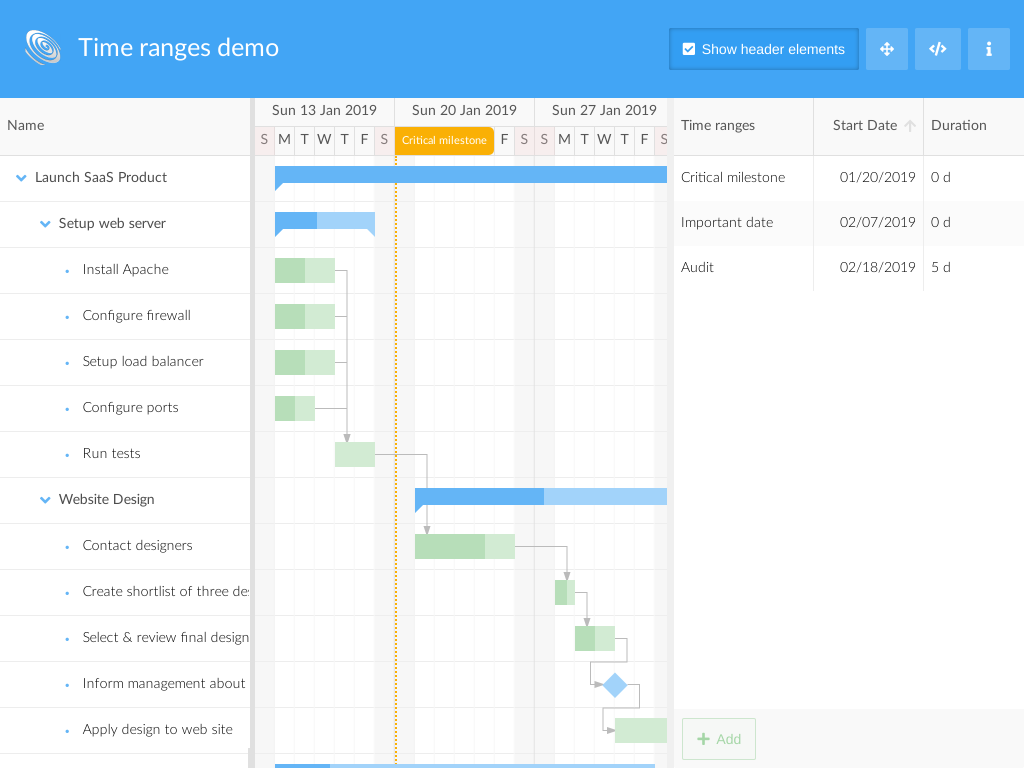 Time ranges demo
Show header elements
Name
Sun 13 Jan 2019
Sun 20 Jan 2019
Sun 27 Jan 2019
S M T W T F S
Critical milestone
F S S M T W T F S
Time ranges
Start Date
Duration
Launch SaaS Product
Setup web server
Install Apache
Configure firewall
Setup load balancer
Configure ports
Run tests
Website Design
Contact designers
Create shortlist of three des
Select & review final design
Inform management about
Apply design to web site
Critical milestone 01/20/2019 0 d
Important date 02/07/2019 0 d
Audit 02/18/2019 5 d
Add